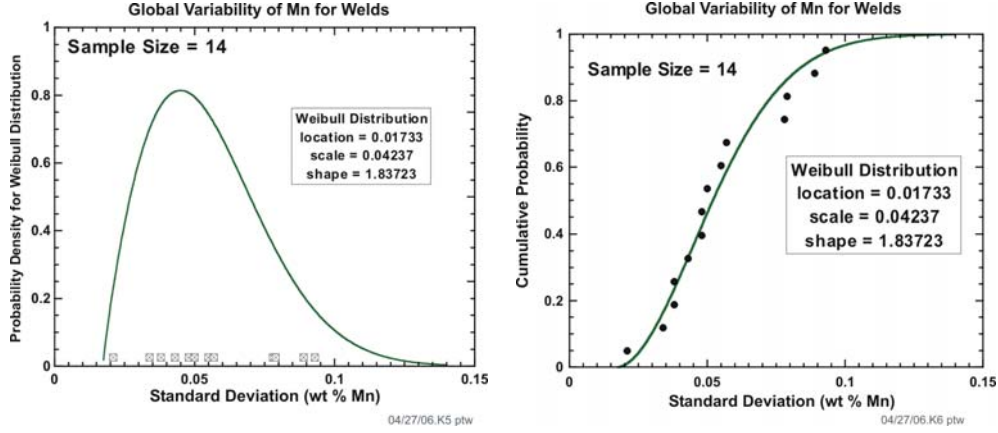 Global Variability of Mn for Welds
Probability Density for Weibull Distribution
1
0.8
0.6
0.4
0.2
0
Sample Size = 14
Weibull Distribution
location = 0.01733
scale = 0.04237
shape = 1.83723
0 0.05 0.1 0.15
Standard Deviation (wt % Mn)
04/27/06.K5 ptw
Global Variability of Mn for Welds
Cumulative Probability
1
0.8
0.6
0.4
0.2
0
Sample Size = 14
Weibull Distribution
location = 0.01733
scale = 0.04237
shape = 1.83723
0 0.05 0.1 0.15
Standard Deviation (wt % Mn)
04/27/06.K6 ptw